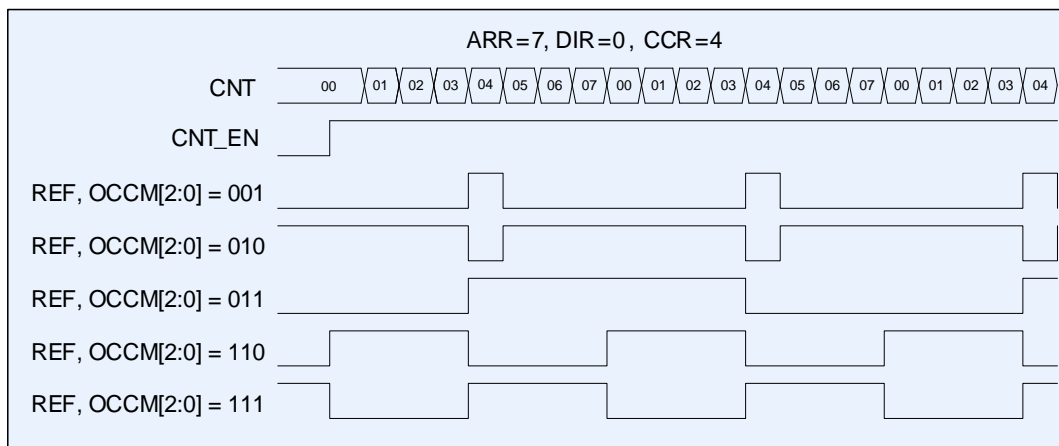 ARR=7, DIR=0, CCR=4
CNT 00 01 02 03 04 05 06 07 00 01 02 03 04 05 06 07 00 01 02 03 04
CNT_EN
REF, OCCM[2:0] = 001
REF, OCCM[2:0] = 010
REF, OCCM[2:0] = 011
REF, OCCM[2:0] = 110
REF, OCCM[2:0] = 111